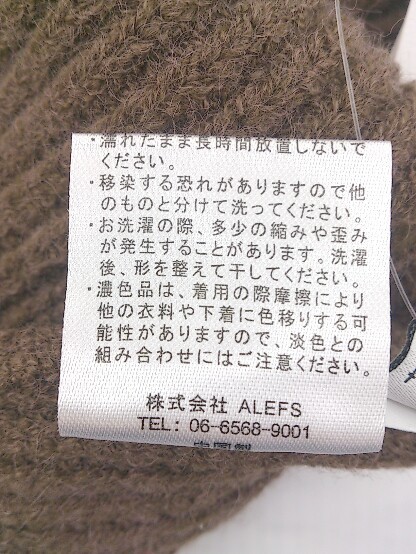 ・濡れたまま長時間放置しないで
ください。
・移染する恐れがありますので他
のものと分けて洗ってください。
・お洗濯の際、多少の縮みや歪み
が発生することがあります。洗濯
後、形を整えて干してください。
・濃色品は、着用の際摩擦により
他の衣料や下着に色移りする可
能性がありますので、淡色との
組み合わせにはご注意ください。
株式会社 ALEFS
TEL: 06-6568-9001
中国製